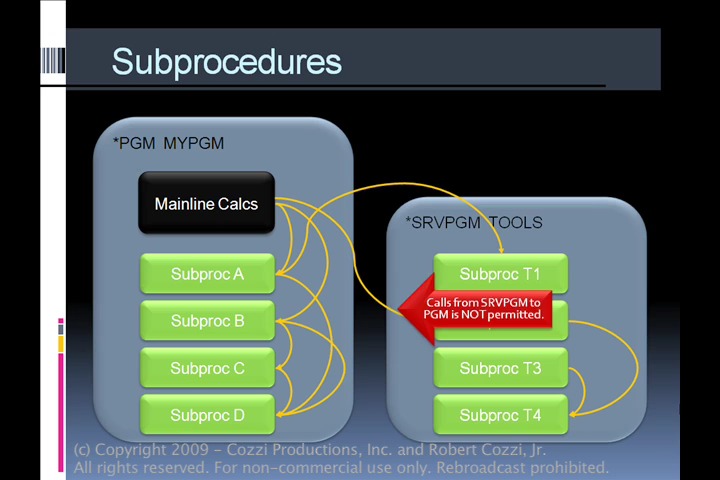 Subprocedures
*PGM MYPGM
Mainline Calcs
Subproc A
Subproc B
Subproc C
Subproc D
*SRVPGM TOOLS
Subproc T1
Calls from SRVPGM to
PGM is NOT permitted.
Subproc T3
Subproc T4
(c) Copyright 2009 – Cozzi Productions, Inc. and Robert Cozzi, Jr.
All rights reserved. For non-commercial use only. Rebroadcast prohibited.